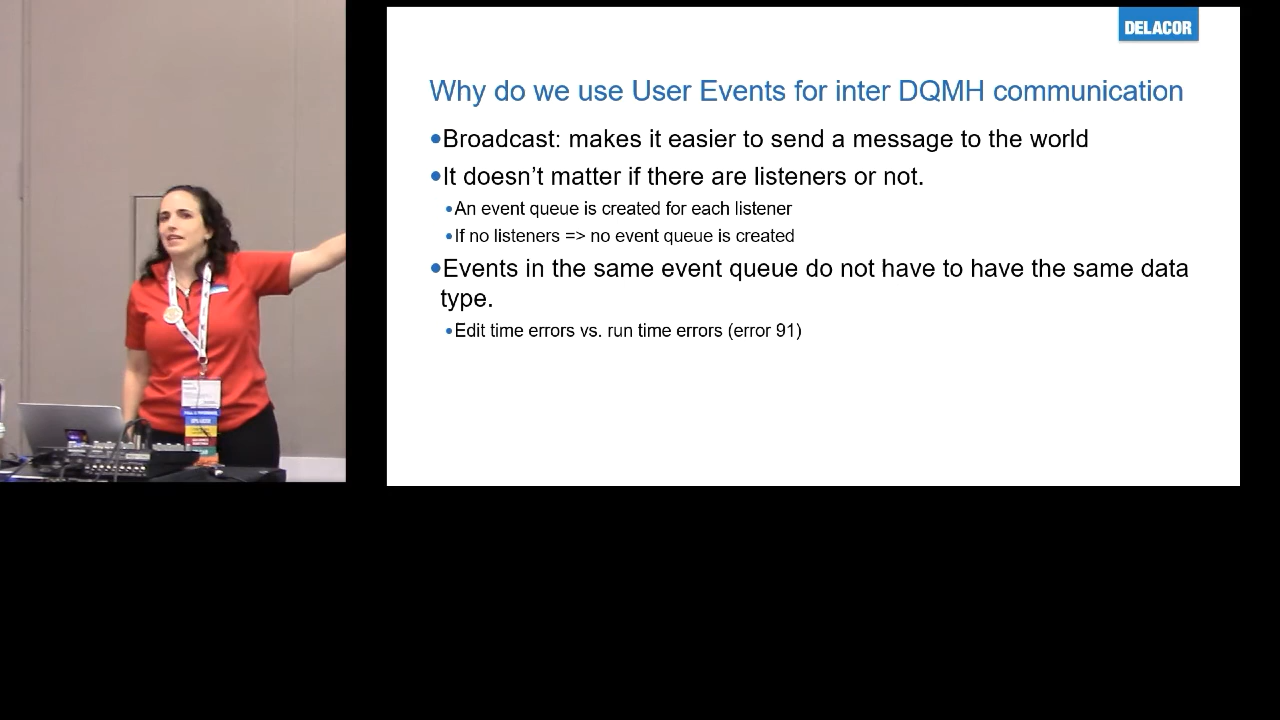 DELACOR
Why do we use User Events for inter DQMH communication
•Broadcast: makes it easier to send a message to the world
•It doesn’t matter if there are listeners or not.
•An event queue is created for each listener
•If no listeners => no event queue is created
•Events in the same event queue do not have to have the same data
type.
•Edit time errors vs. run time errors (error 91)